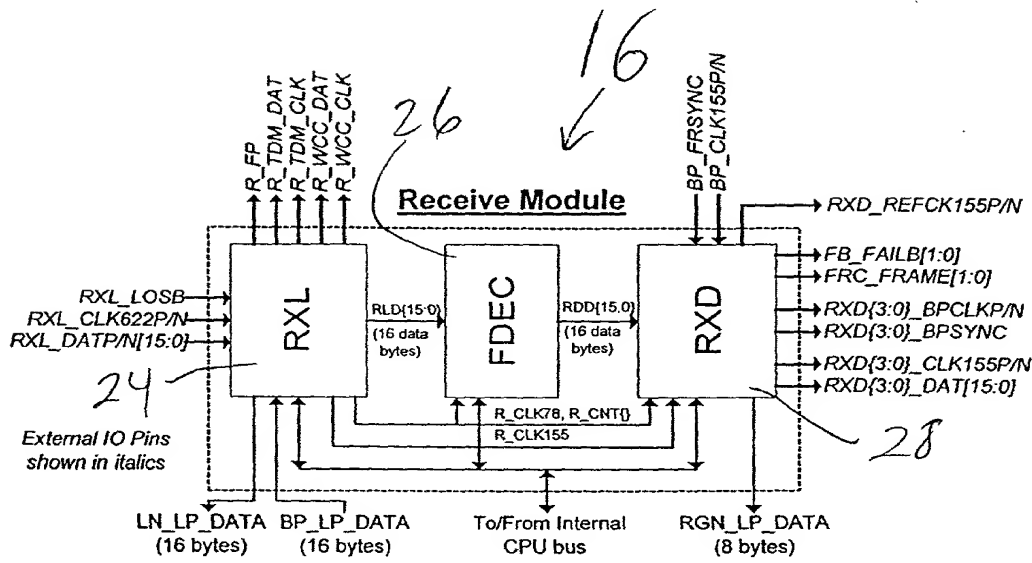 16
26
R_FP
R_TDM_DAT
R_TDM_CLK
R_WCC_DAT
R_WCC_CLK
BP_FRSYNC
BP_CLK155P/N
Receive Module
RXD_REFCK155P/N
RXL_LOSB
RXL_CLK622P/N
RXL_DATP/N[15:0]
RXL
RLD{15:0}
(16 data
bytes)
FDEC
RDD{15,0}
(16 data
bytes)
RXD
FB_FAILB[1:0]
FRC_FRAME[1:0]
RXD{3:0}_BPCLKP/N
RXD{3:0}_BPSYNC
RXD{3:0}_CLK155P/N
RXD{3:0}_DAT[15:0]
24
28
R_CLK78, R_CNT{}
R_CLK155
External IO Pins
shown in italics
LN_LP_DATA
(16 bytes)
BP_LP_DATA
(16 bytes)
To/From Internal
CPU bus
RGN_LP_DATA
(8 bytes)